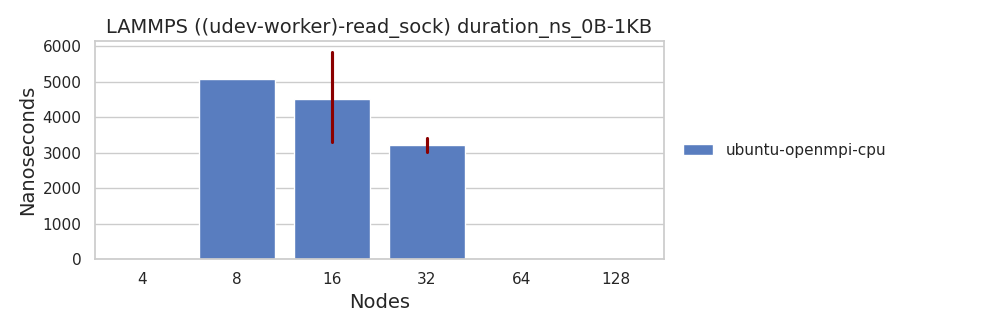 LAMMPS ((udev-worker)-read_sock) duration_ns_0B-1KB
Nanoseconds
6000
5000
4000
3000
2000
1000
0
4 8 16 32 64 128
Nodes
ubuntu-openmpi-cpu